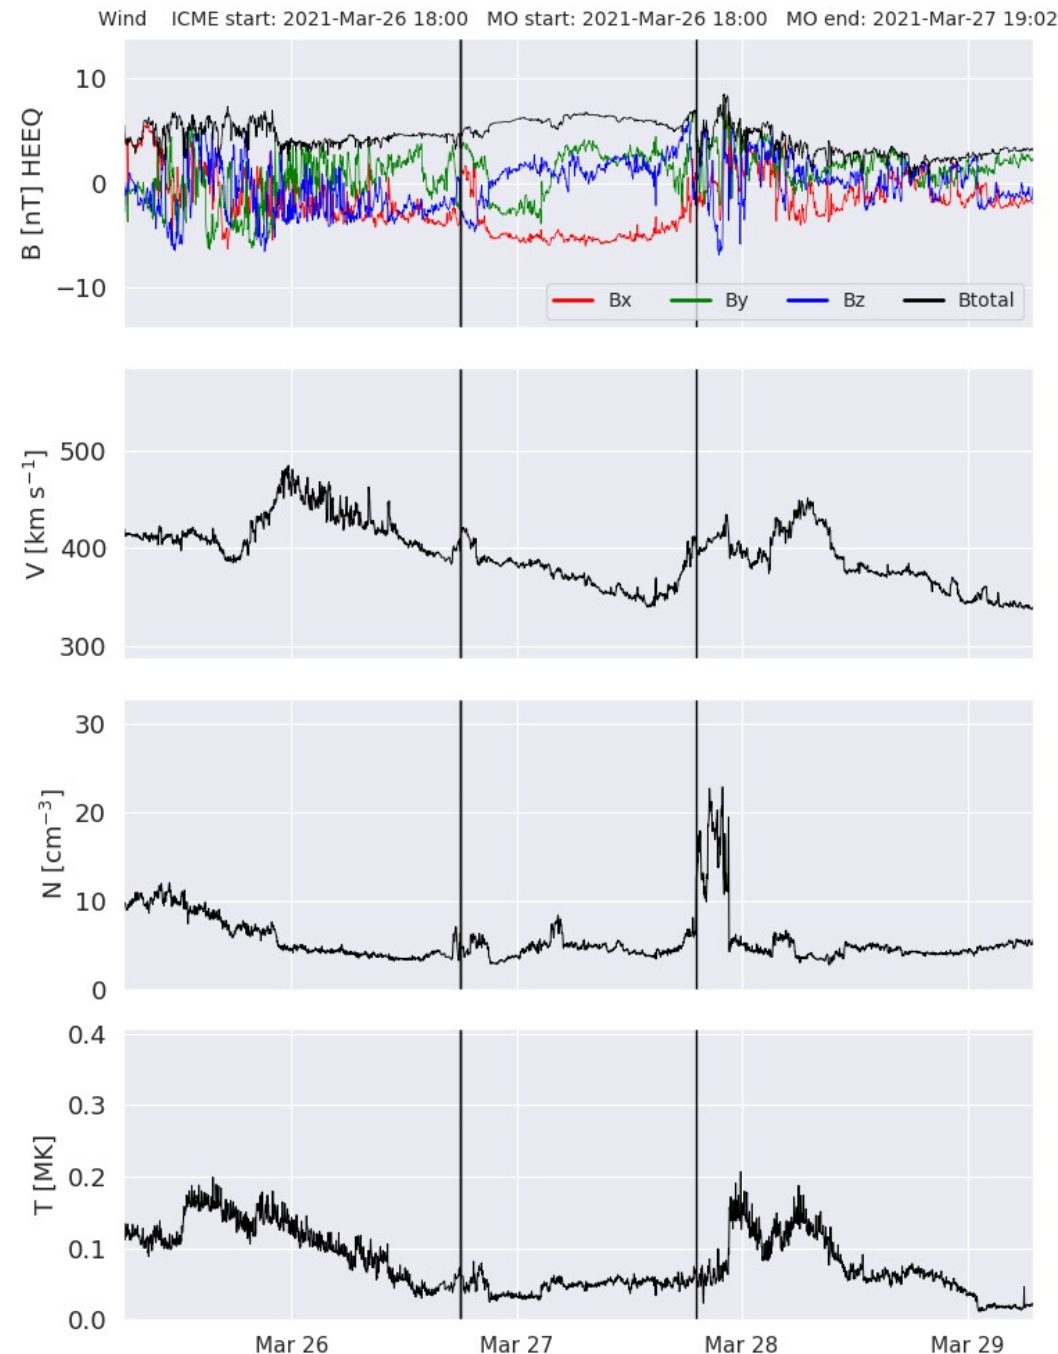 Wind ICME start: 2021-Mar-26 18:00 MO start: 2021-Mar-26 18:00 MO end: 2021-Mar-27 19:02
B [nT] HEEQ
10
0
−10
Bx By Bz Btotal
V [km s⁻¹]
500
400
300
N [cm⁻³]
30
20
10
0
T [MK]
0.4
0.3
0.2
0.1
0.0
Mar 26 Mar 27 Mar 28 Mar 29